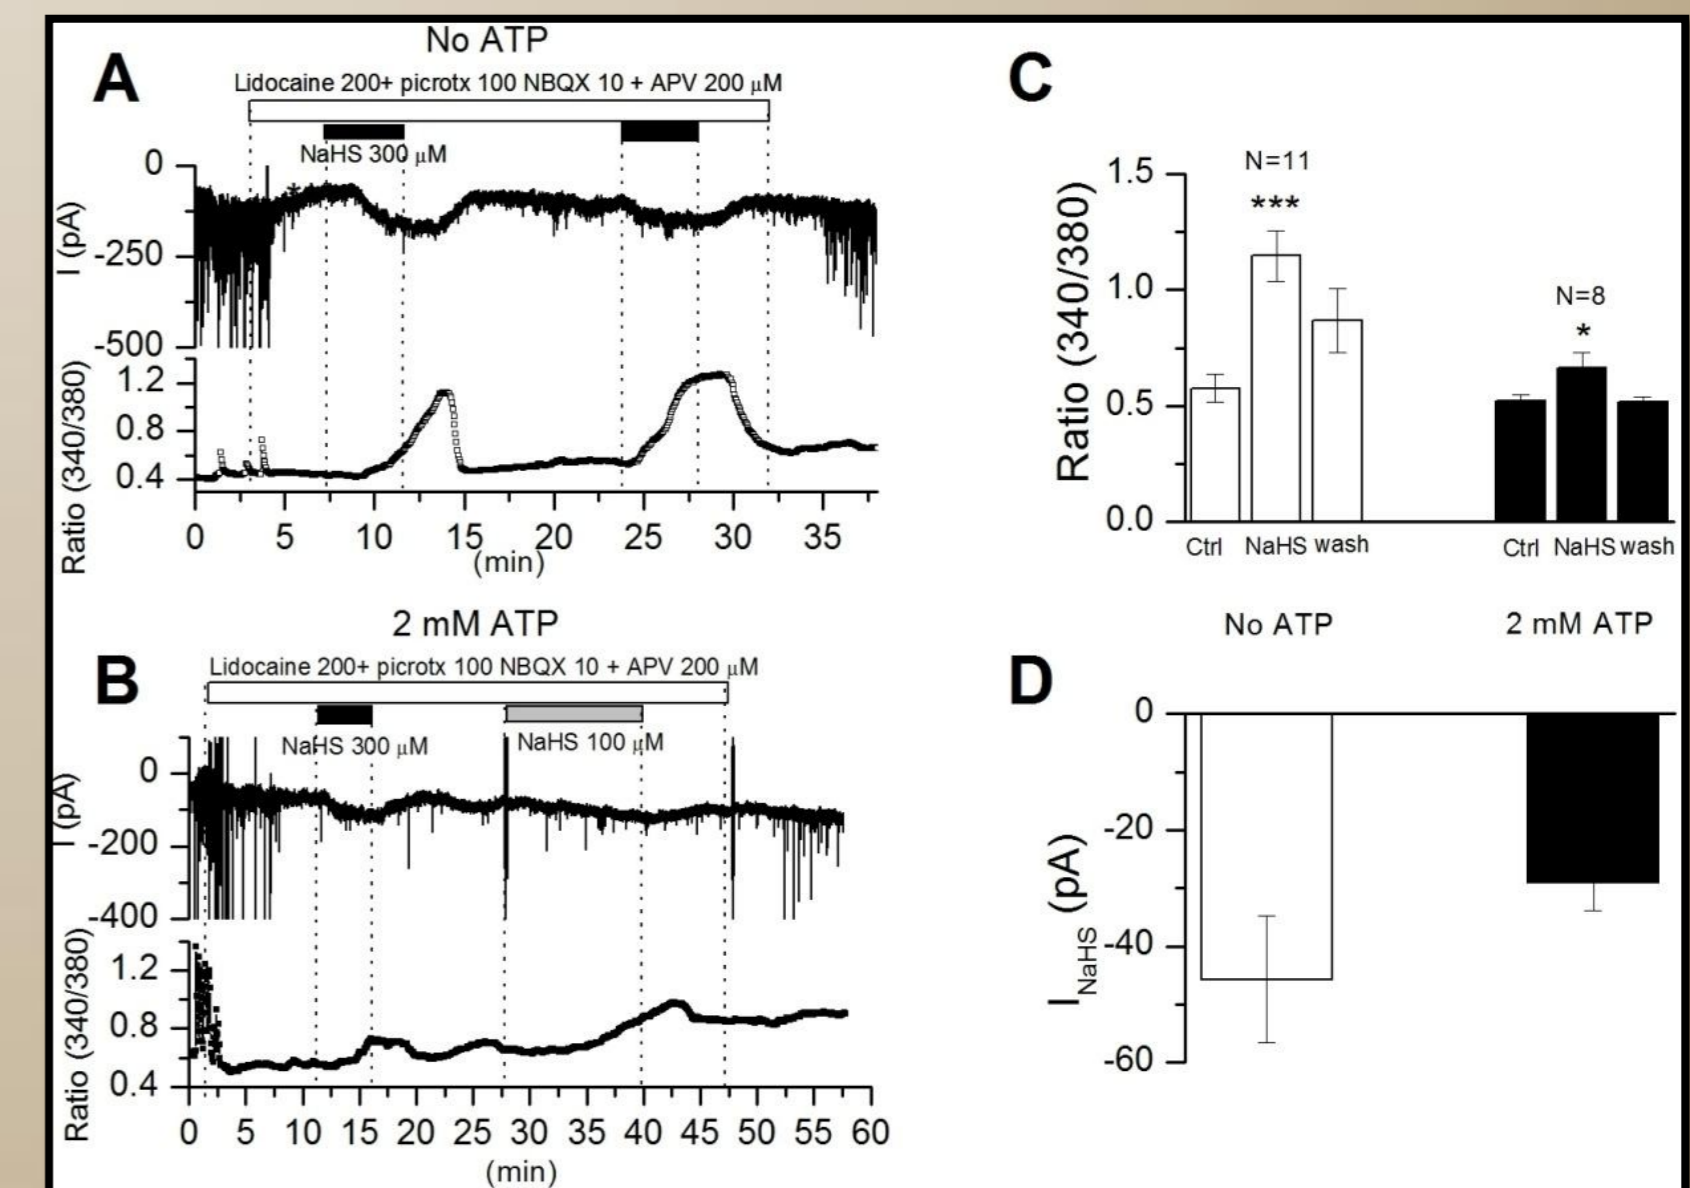 No ATP
A
Lidocaine 200+ picrotx 100 NBQX 10 + APV 200 μM
NaHS 300 μM
I (pA)
0
-250
-500
*
Ratio (340/380)
1.2
0.8
0.4
0 5 10 15 20 25 30 35
(min)
2 mM ATP
B
Lidocaine 200+ picrotx 100 NBQX 10 + APV 200 μM
NaHS 300 μM NaHS 100 μM
I (pA)
0
-200
-400
Ratio (340/380)
1.2
0.8
0.4
0 5 10 15 20 25 30 35 40 45 50 55 60
(min)
C
Ratio (340/380)
1.5
1.0
0.5
0.0
N=11
***
N=8
*
Ctrl NaHS wash Ctrl NaHS wash
No ATP 2 mM ATP
D
I NaHS (pA)
0
-20
-40
-60